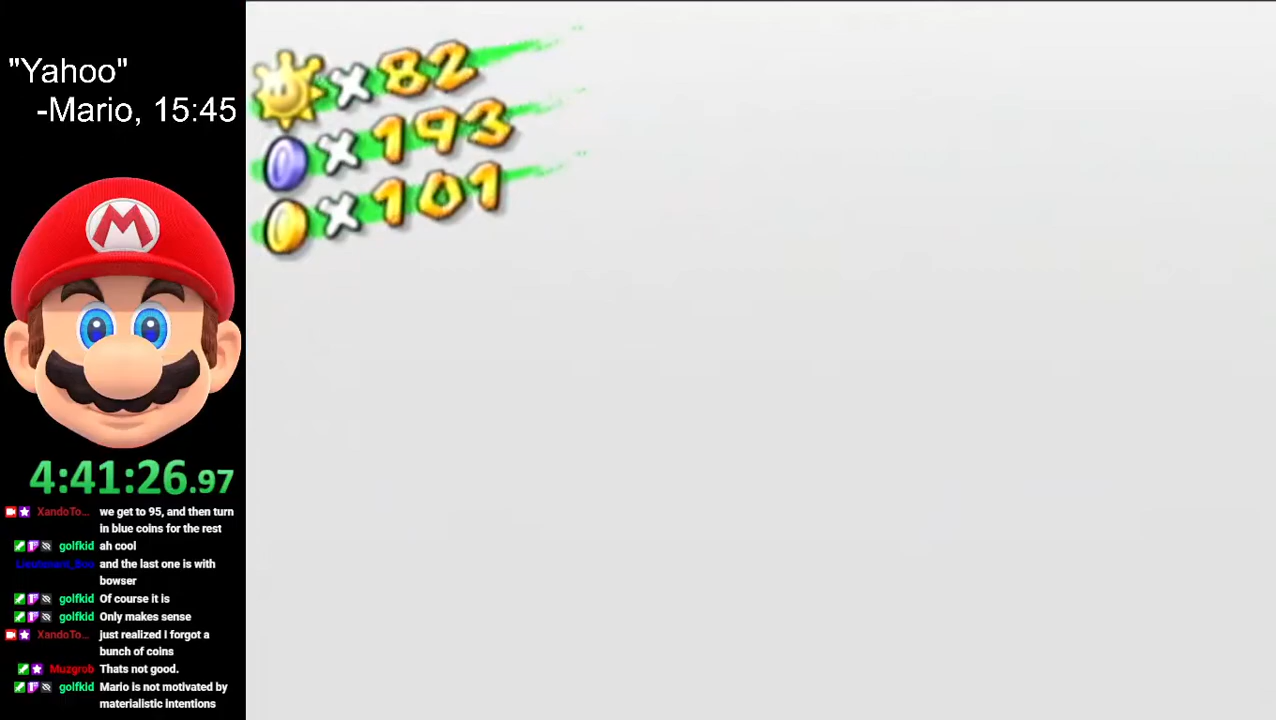 "Yahoo"
-Mario, 15:45
×82
×193
×101
M
4:41:26.97
XandoTo... we get to 95, and then turn
in blue coins for the rest
golfkid ah cool
Lieutenant_Boo and the last one is with
bowser
golfkid Of course it is
golfkid Only makes sense
XandoTo... just realized I forgot a
bunch of coins
Muzgrob Thats not good.
golfkid Mario is not motivated by
materialistic intentions